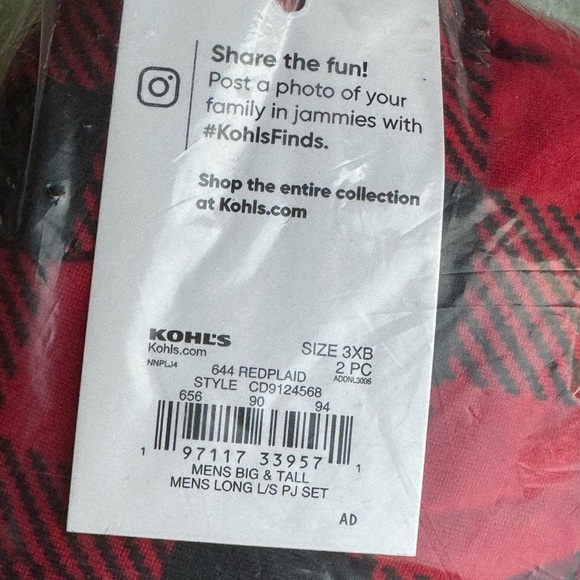 Share the fun!
Post a photo of your
family in jammies with
#KohlsFinds.
Shop the entire collection
at Kohls.com
KOHL'S
Kohls.com
SIZE 3XB
NNPLJ4
644 REDPLAID
2 PC
STYLE CD9124568
ADDNL3006
656 90 94
1 97117 33957 1
MENS BIG & TALL
MENS LONG L/S PJ SET
AD